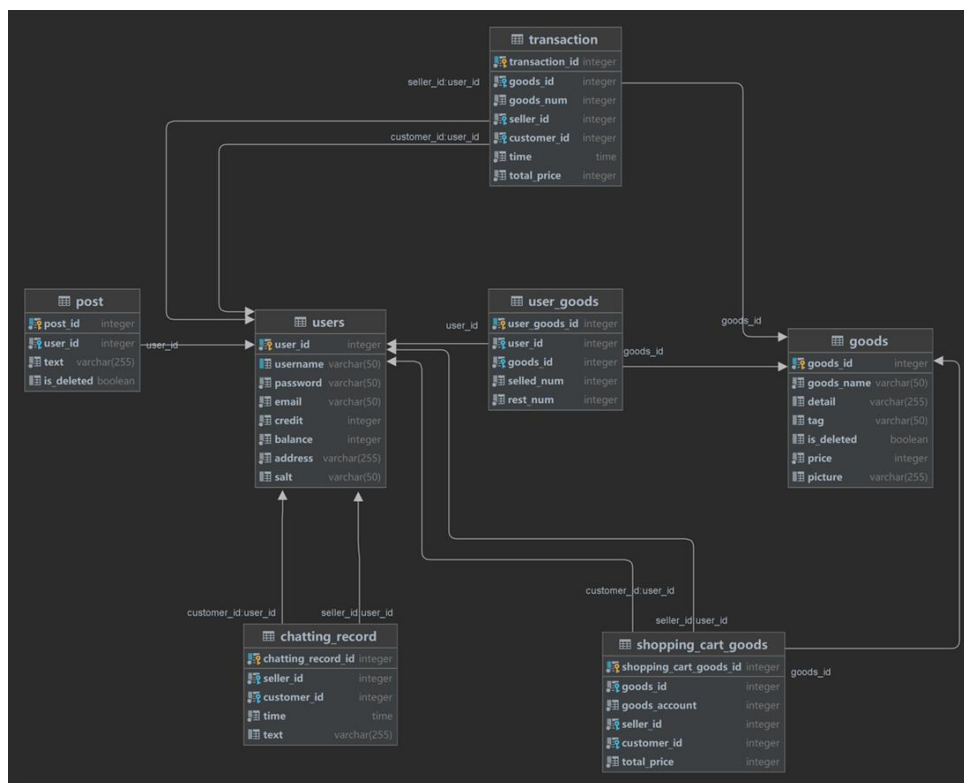 transaction
transaction_id integer
goods_id integer
goods_num integer
seller_id integer
customer_id integer
time time
total_price integer
seller_id:user_id
customer_id:user_id
post
post_id integer
user_id integer
text varchar(255)
is_deleted boolean
user_id
users
user_id integer
username varchar(50)
password varchar(50)
email varchar(50)
credit integer
balance integer
address varchar(255)
salt varchar(50)
user_id
user_goods
user_goods_id integer
user_id integer
goods_id integer
selled_num integer
rest_num integer
goods_id
goods_id
goods
goods_id integer
goods_name varchar(50)
detail varchar(255)
tag varchar(50)
is_deleted boolean
price integer
picture varchar(255)
customer_id:user_id
seller_id:user_id
chatting_record
chatting_record_id integer
seller_id integer
customer_id integer
time time
text varchar(255)
customer_id:user_id
seller_id:user_id
shopping_cart_goods
shopping_cart_goods_id integer
goods_id integer
goods_account integer
seller_id integer
customer_id integer
total_price integer
goods_id